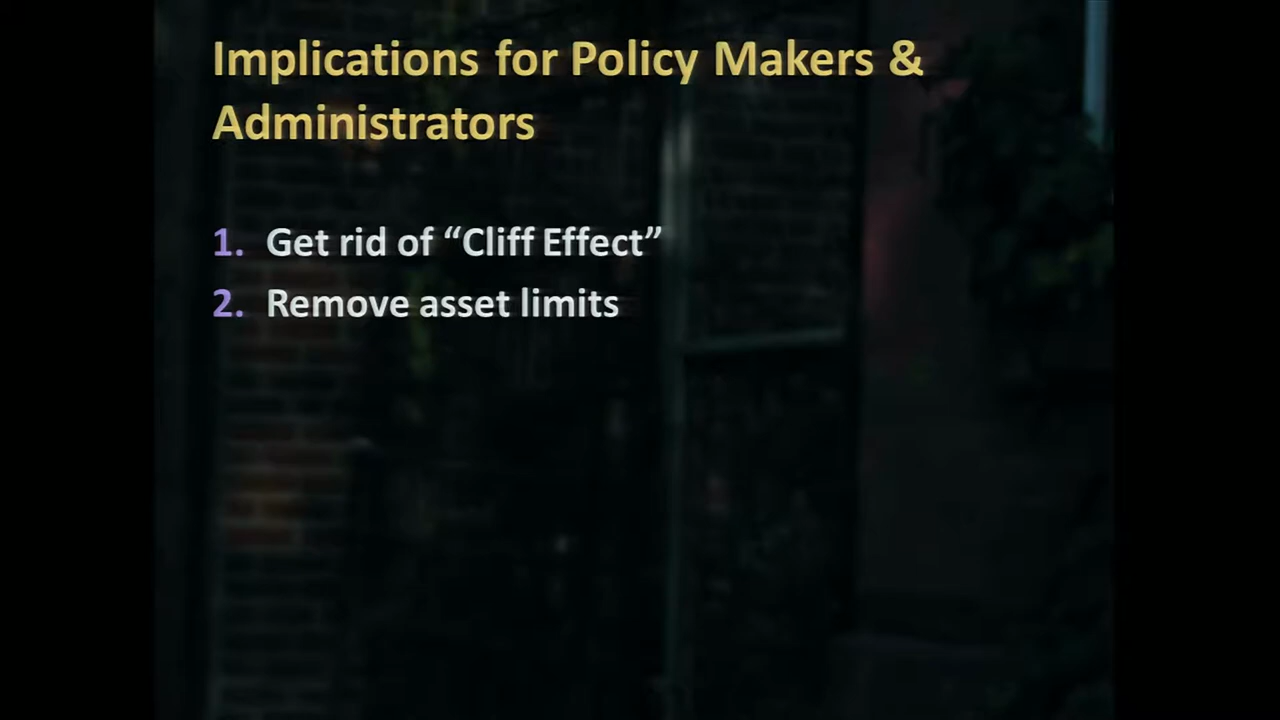 Implications for Policy Makers &
Administrators
1. Get rid of “Cliff Effect”
2. Remove asset limits